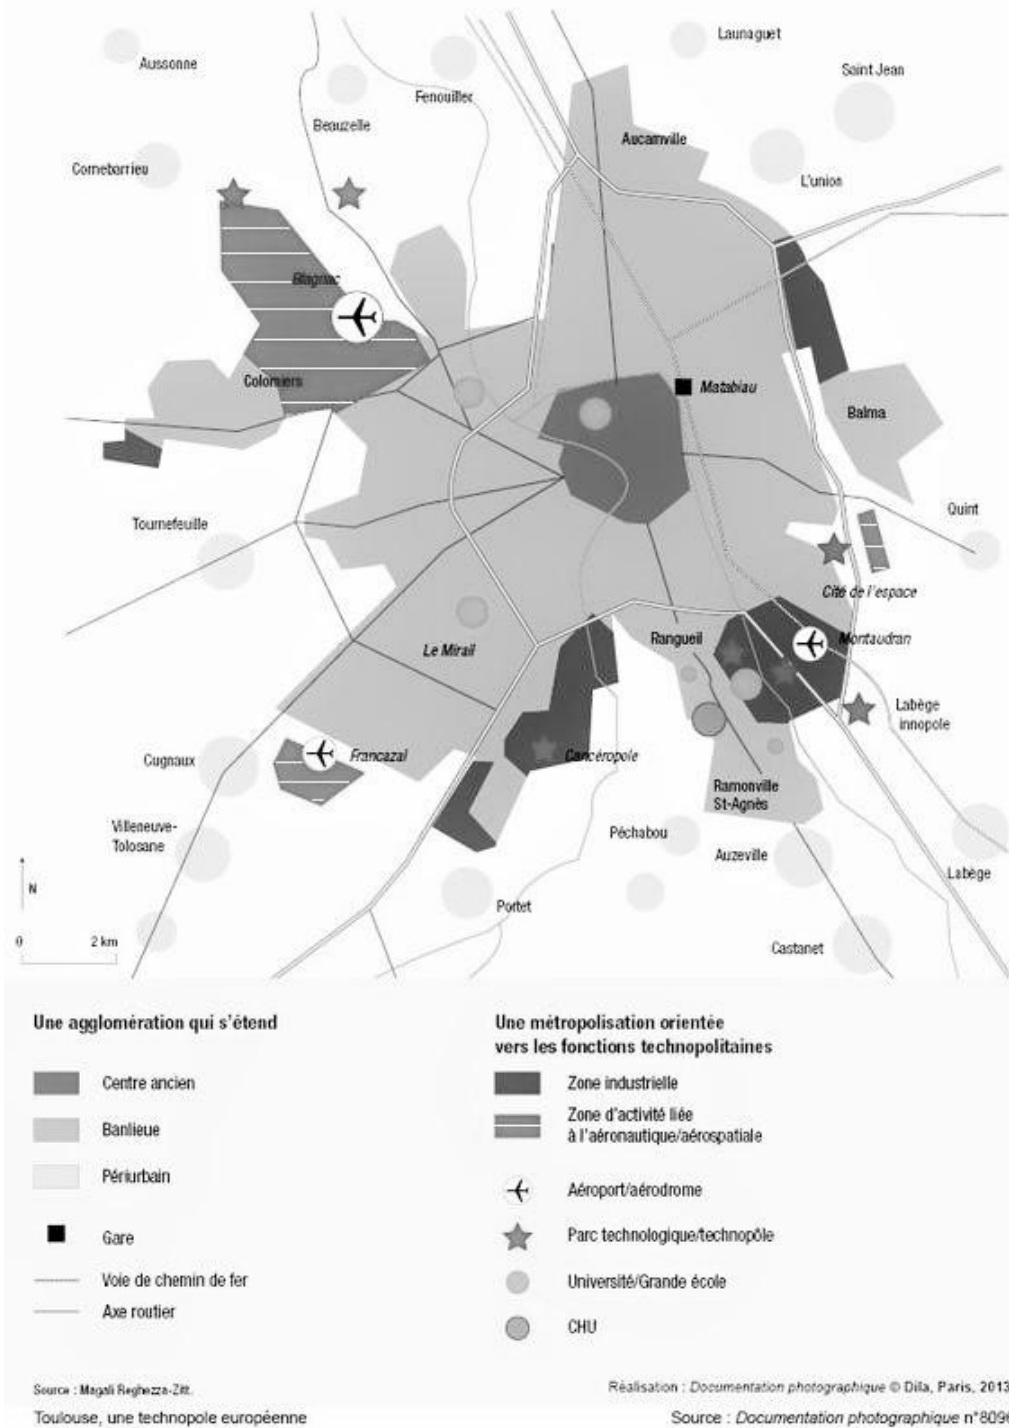 Launaguet
Aussonne
Saint Jean
Fenouiller
Beauzelle
Aucamville
Cornebarrieu
L'union
Blagnac
Colomiers
Matabiau
Balma
Quint
Tournefeuille
Cité de l'espace
Rangueil
Montaudran
Le Mirail
Labège
innopole
Cugnaux
Francazal
Cancéropole
Ramonville
St-Agnès
Villeneuve-
Tolosane
Péchabou
Auzeville
Labège
N
Portet
0 2 km
Castanet
Une agglomération qui s'étend
Centre ancien
Banlieue
Périurbain
Gare
Voie de chemin de fer
Axe routier
Une métropolisation orientée
vers les fonctions technopolitaines
Zone industrielle
Zone d'activité liée
à l'aéronautique/aérospatiale
Aéroport/aérodrome
Parc technologique/technopôle
Université/Grande école
CHU
Source : Magali Reghezza-Zitt.
Réalisation : Documentation photographique © Dila, Paris, 2013
Toulouse, une technopole européenne
Source : Documentation photographique n°809